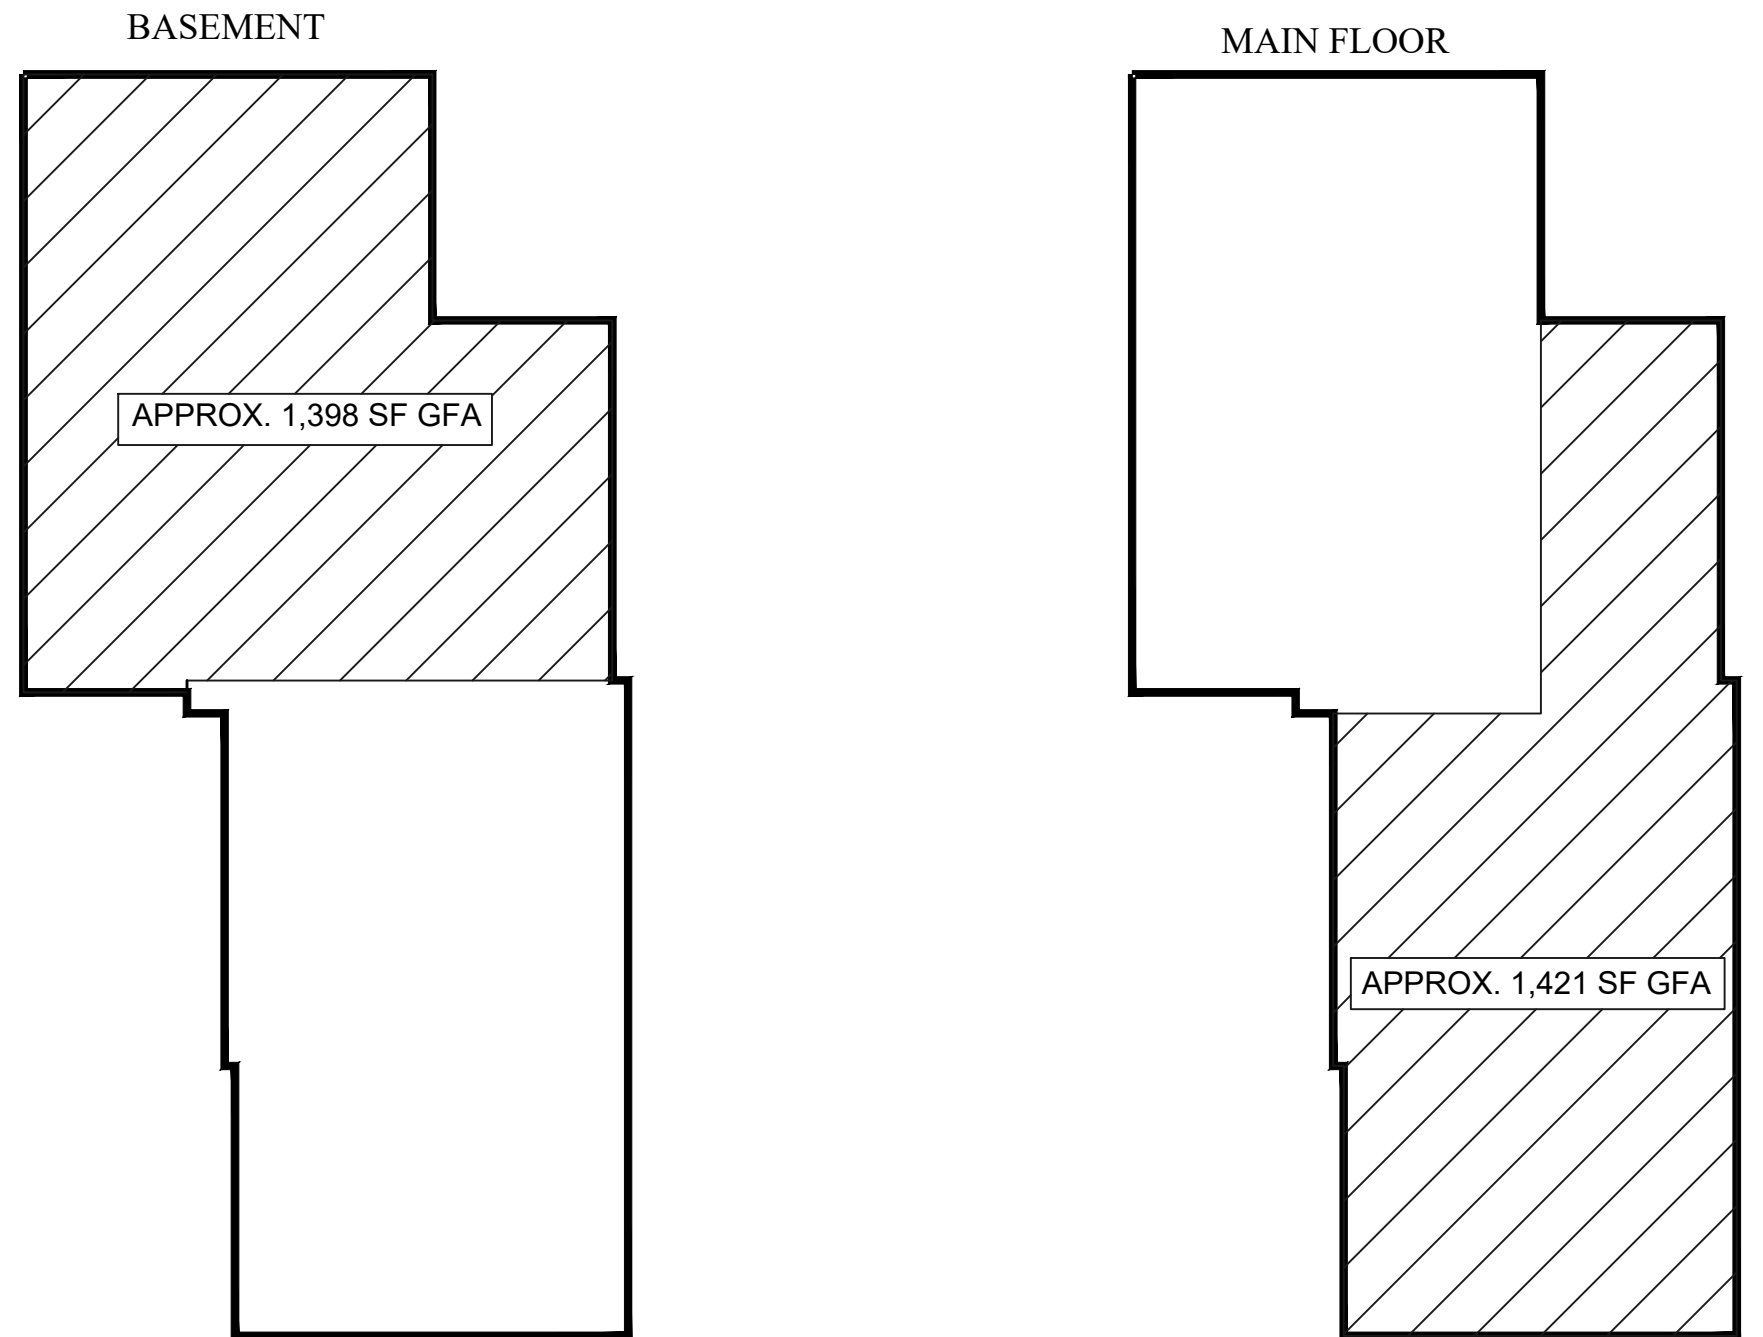 BASEMENT
MAIN FLOOR
APPROX. 1,398 SF GFA
APPROX. 1,421 SF GFA